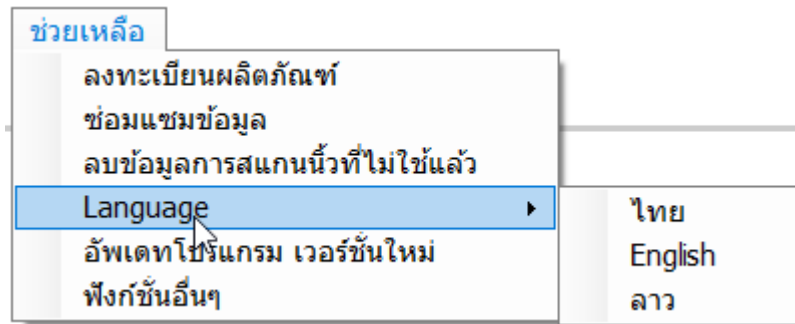 ช่วยเหลือ
ลงทะเบียนผลิตภัณฑ์
ซ่อมแซมข้อมูล
ลบข้อมูลการสแกนนิ้วที่ไม่ใช้แล้ว
Language
ไทย
อัพเดทโปรแกรม เวอร์ชั่นใหม่
English
ฟังก์ชั่นอื่นๆ
ลาว